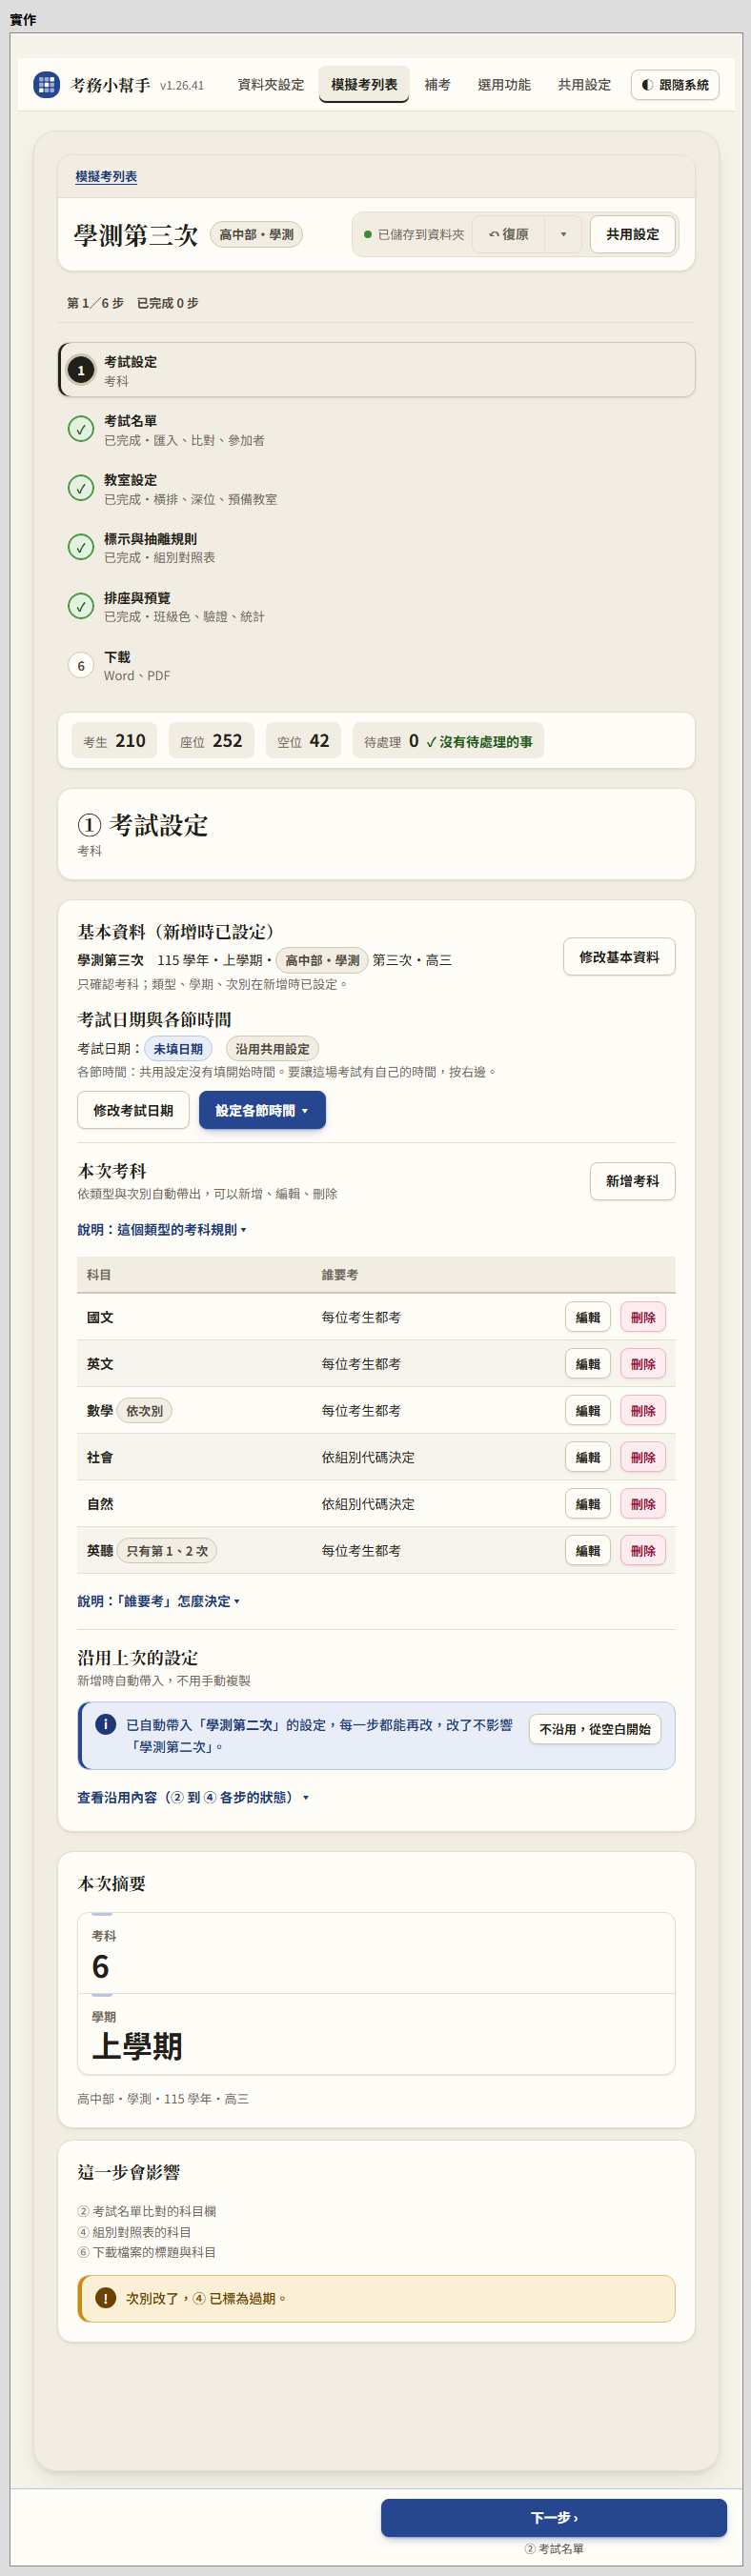 實作
考務小幫手 v1.26.41 資料夾設定 模擬考列表 補考 選用功能 共用設定 跟隨系統
模擬考列表
學測第三次 高中部・學測 已儲存到資料夾 復原 共用設定
第 1／6 步 已完成 0 步
1 考試設定
考科
考試名單
已完成・匯入、比對、參加者
教室設定
已完成・橫排、深位、預備教室
標示與抽離規則
已完成・組別對照表
排座與預覽
已完成・班級色、驗證、統計
6 下載
Word、PDF
考生 210 座位 252 空位 42 待處理 0 ✓ 沒有待處理的事
① 考試設定
考科
基本資料（新增時已設定）
學測第三次 115 學年・上學期・高中部・學測 第三次・高三 修改基本資料
只確認考科；類型、學期、次別在新增時已設定。
考試日期與各節時間
考試日期： 未填日期 沿用共用設定
各節時間：共用設定沒有填開始時間。要讓這場考試有自己的時間，按右邊。
修改考試日期 設定各節時間 ▾
本次考科 新增考科
依類型與次別自動帶出，可以新增、編輯、刪除
說明：這個類型的考科規則 ▾
科目 誰要考
國文 每位考生都考 編輯 刪除
英文 每位考生都考 編輯 刪除
數學 依次別 每位考生都考 編輯 刪除
社會 依組別代碼決定 編輯 刪除
自然 依組別代碼決定 編輯 刪除
英聽 只有第 1、2 次 每位考生都考 編輯 刪除
說明：「誰要考」怎麼決定 ▾
沿用上次的設定
新增時自動帶入，不用手動複製
已自動帶入「學測第二次」的設定，每一步都能再改，改了不影響 不沿用，從空白開始
「學測第二次」。
查看沿用內容（② 到 ④ 各步的狀態） ▾
本次摘要
考科
6
學期
上學期
高中部・學測・115 學年・高三
這一步會影響
② 考試名單比對的科目欄
④ 組別對照表的科目
⑥ 下載檔案的標題與科目
! 次別改了，④ 已標為過期。
下一步 ›
② 考試名單